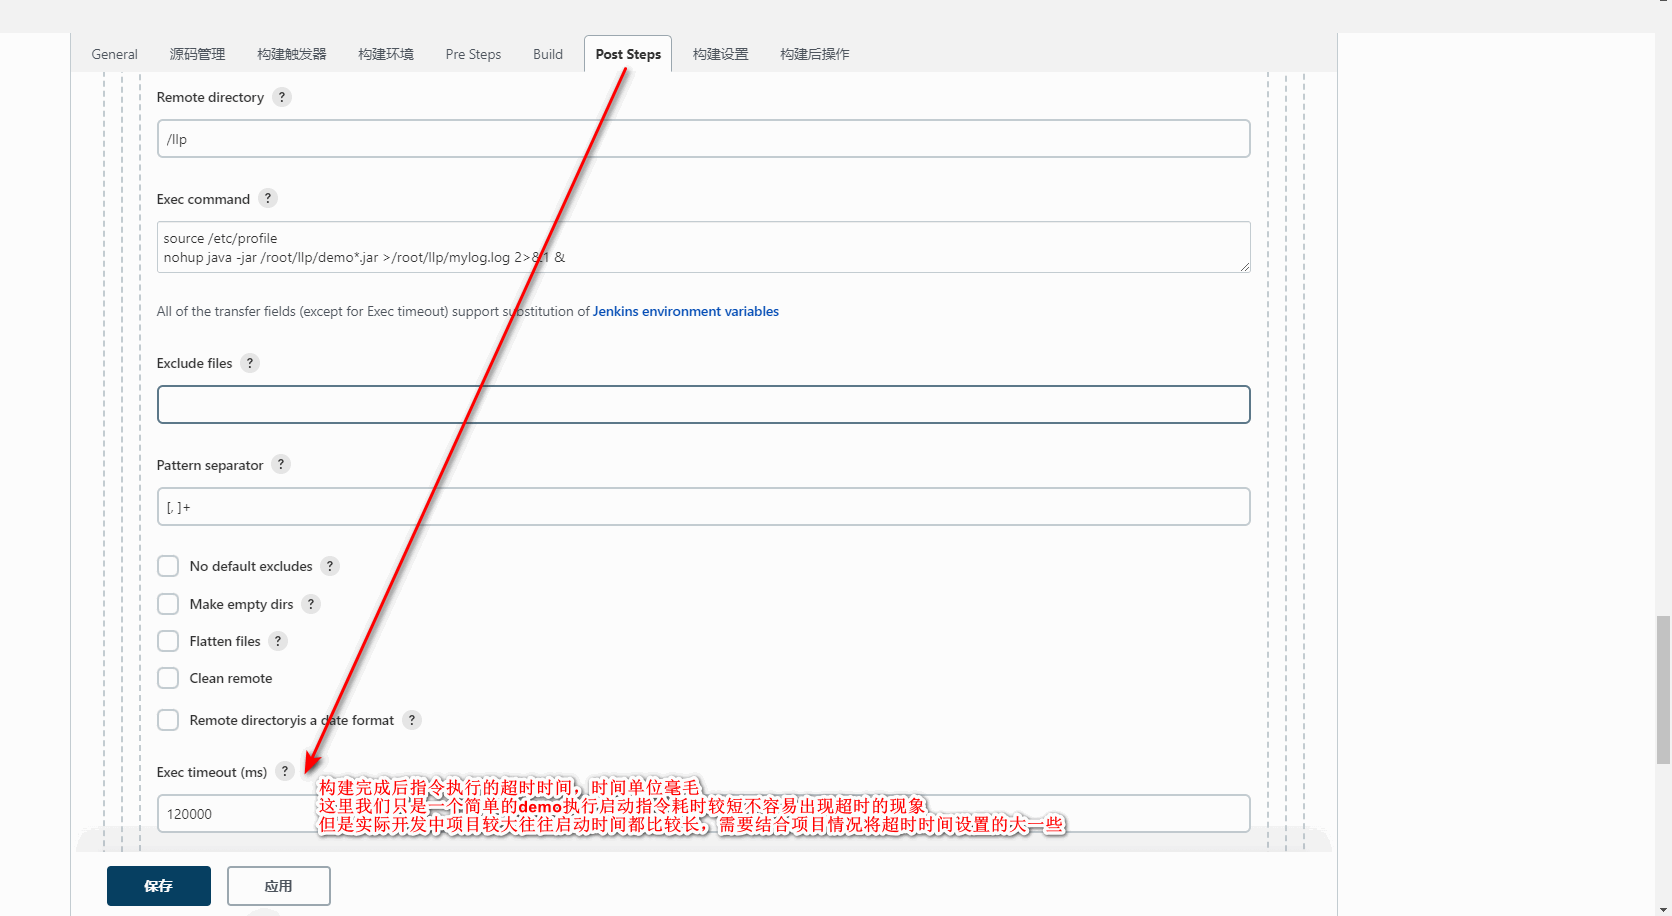 General 源码管理 构建触发器 构建环境 Pre Steps Build Post Steps 构建设置 构建后操作
Remote directory ?
/llp
Exec command ?
source /etc/profile
nohup java -jar /root/llp/demo*.jar >/root/llp/mylog.log 2>&1 &
All of the transfer fields (except for Exec timeout) support substitution of Jenkins environment variables
Exclude files ?
Pattern separator ?
[, ]+
No default excludes ?
Make empty dirs ?
Flatten files ?
Clean remote
Remote directoryis a date format ?
Exec timeout (ms) ?
构建完成后指令执行的超时时间，时间单位毫毛
这里我们只是一个简单的demo执行启动指令耗时较短不容易出现超时的现象
120000
但是实际开发中项目较大往往启动时间都比较长，需要结合项目情况将超时时间设置的大一些
保存 应用